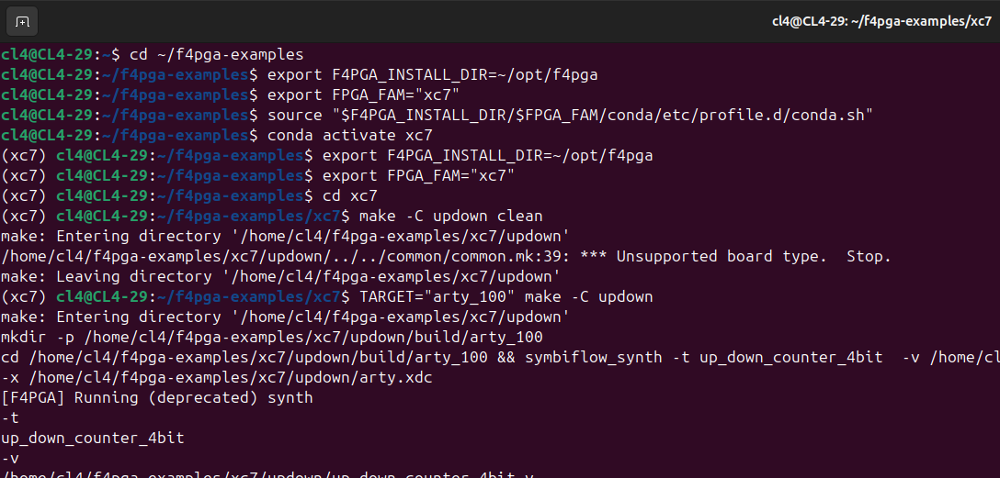 cl4@CL4-29: ~/f4pga-examples/xc7
cl4@CL4-29:~$ cd ~/f4pga-examples
cl4@CL4-29:~/f4pga-examples$ export F4PGA_INSTALL_DIR=~/opt/f4pga
cl4@CL4-29:~/f4pga-examples$ export FPGA_FAM="xc7"
cl4@CL4-29:~/f4pga-examples$ source "$F4PGA_INSTALL_DIR/$FPGA_FAM/conda/etc/profile.d/conda.sh"
cl4@CL4-29:~/f4pga-examples$ conda activate xc7
(xc7) cl4@CL4-29:~/f4pga-examples$ export F4PGA_INSTALL_DIR=~/opt/f4pga
(xc7) cl4@CL4-29:~/f4pga-examples$ export FPGA_FAM="xc7"
(xc7) cl4@CL4-29:~/f4pga-examples$ cd xc7
(xc7) cl4@CL4-29:~/f4pga-examples/xc7$ make -C updown clean
make: Entering directory '/home/cl4/f4pga-examples/xc7/updown'
/home/cl4/f4pga-examples/xc7/updown/../../common/common.mk:39: *** Unsupported board type.  Stop.
make: Leaving directory '/home/cl4/f4pga-examples/xc7/updown'
(xc7) cl4@CL4-29:~/f4pga-examples/xc7$ TARGET="arty_100" make -C updown
make: Entering directory '/home/cl4/f4pga-examples/xc7/updown'
mkdir -p /home/cl4/f4pga-examples/xc7/updown/build/arty_100
cd /home/cl4/f4pga-examples/xc7/updown/build/arty_100 && symbiflow_synth -t up_down_counter_4bit  -v /home/cl
-x /home/cl4/f4pga-examples/xc7/updown/arty.xdc
[F4PGA] Running (deprecated) synth
-t
up_down_counter_4bit
-v
/home/cl4/f4pga-examples/xc7/updown/up_down_counter_4bit.v